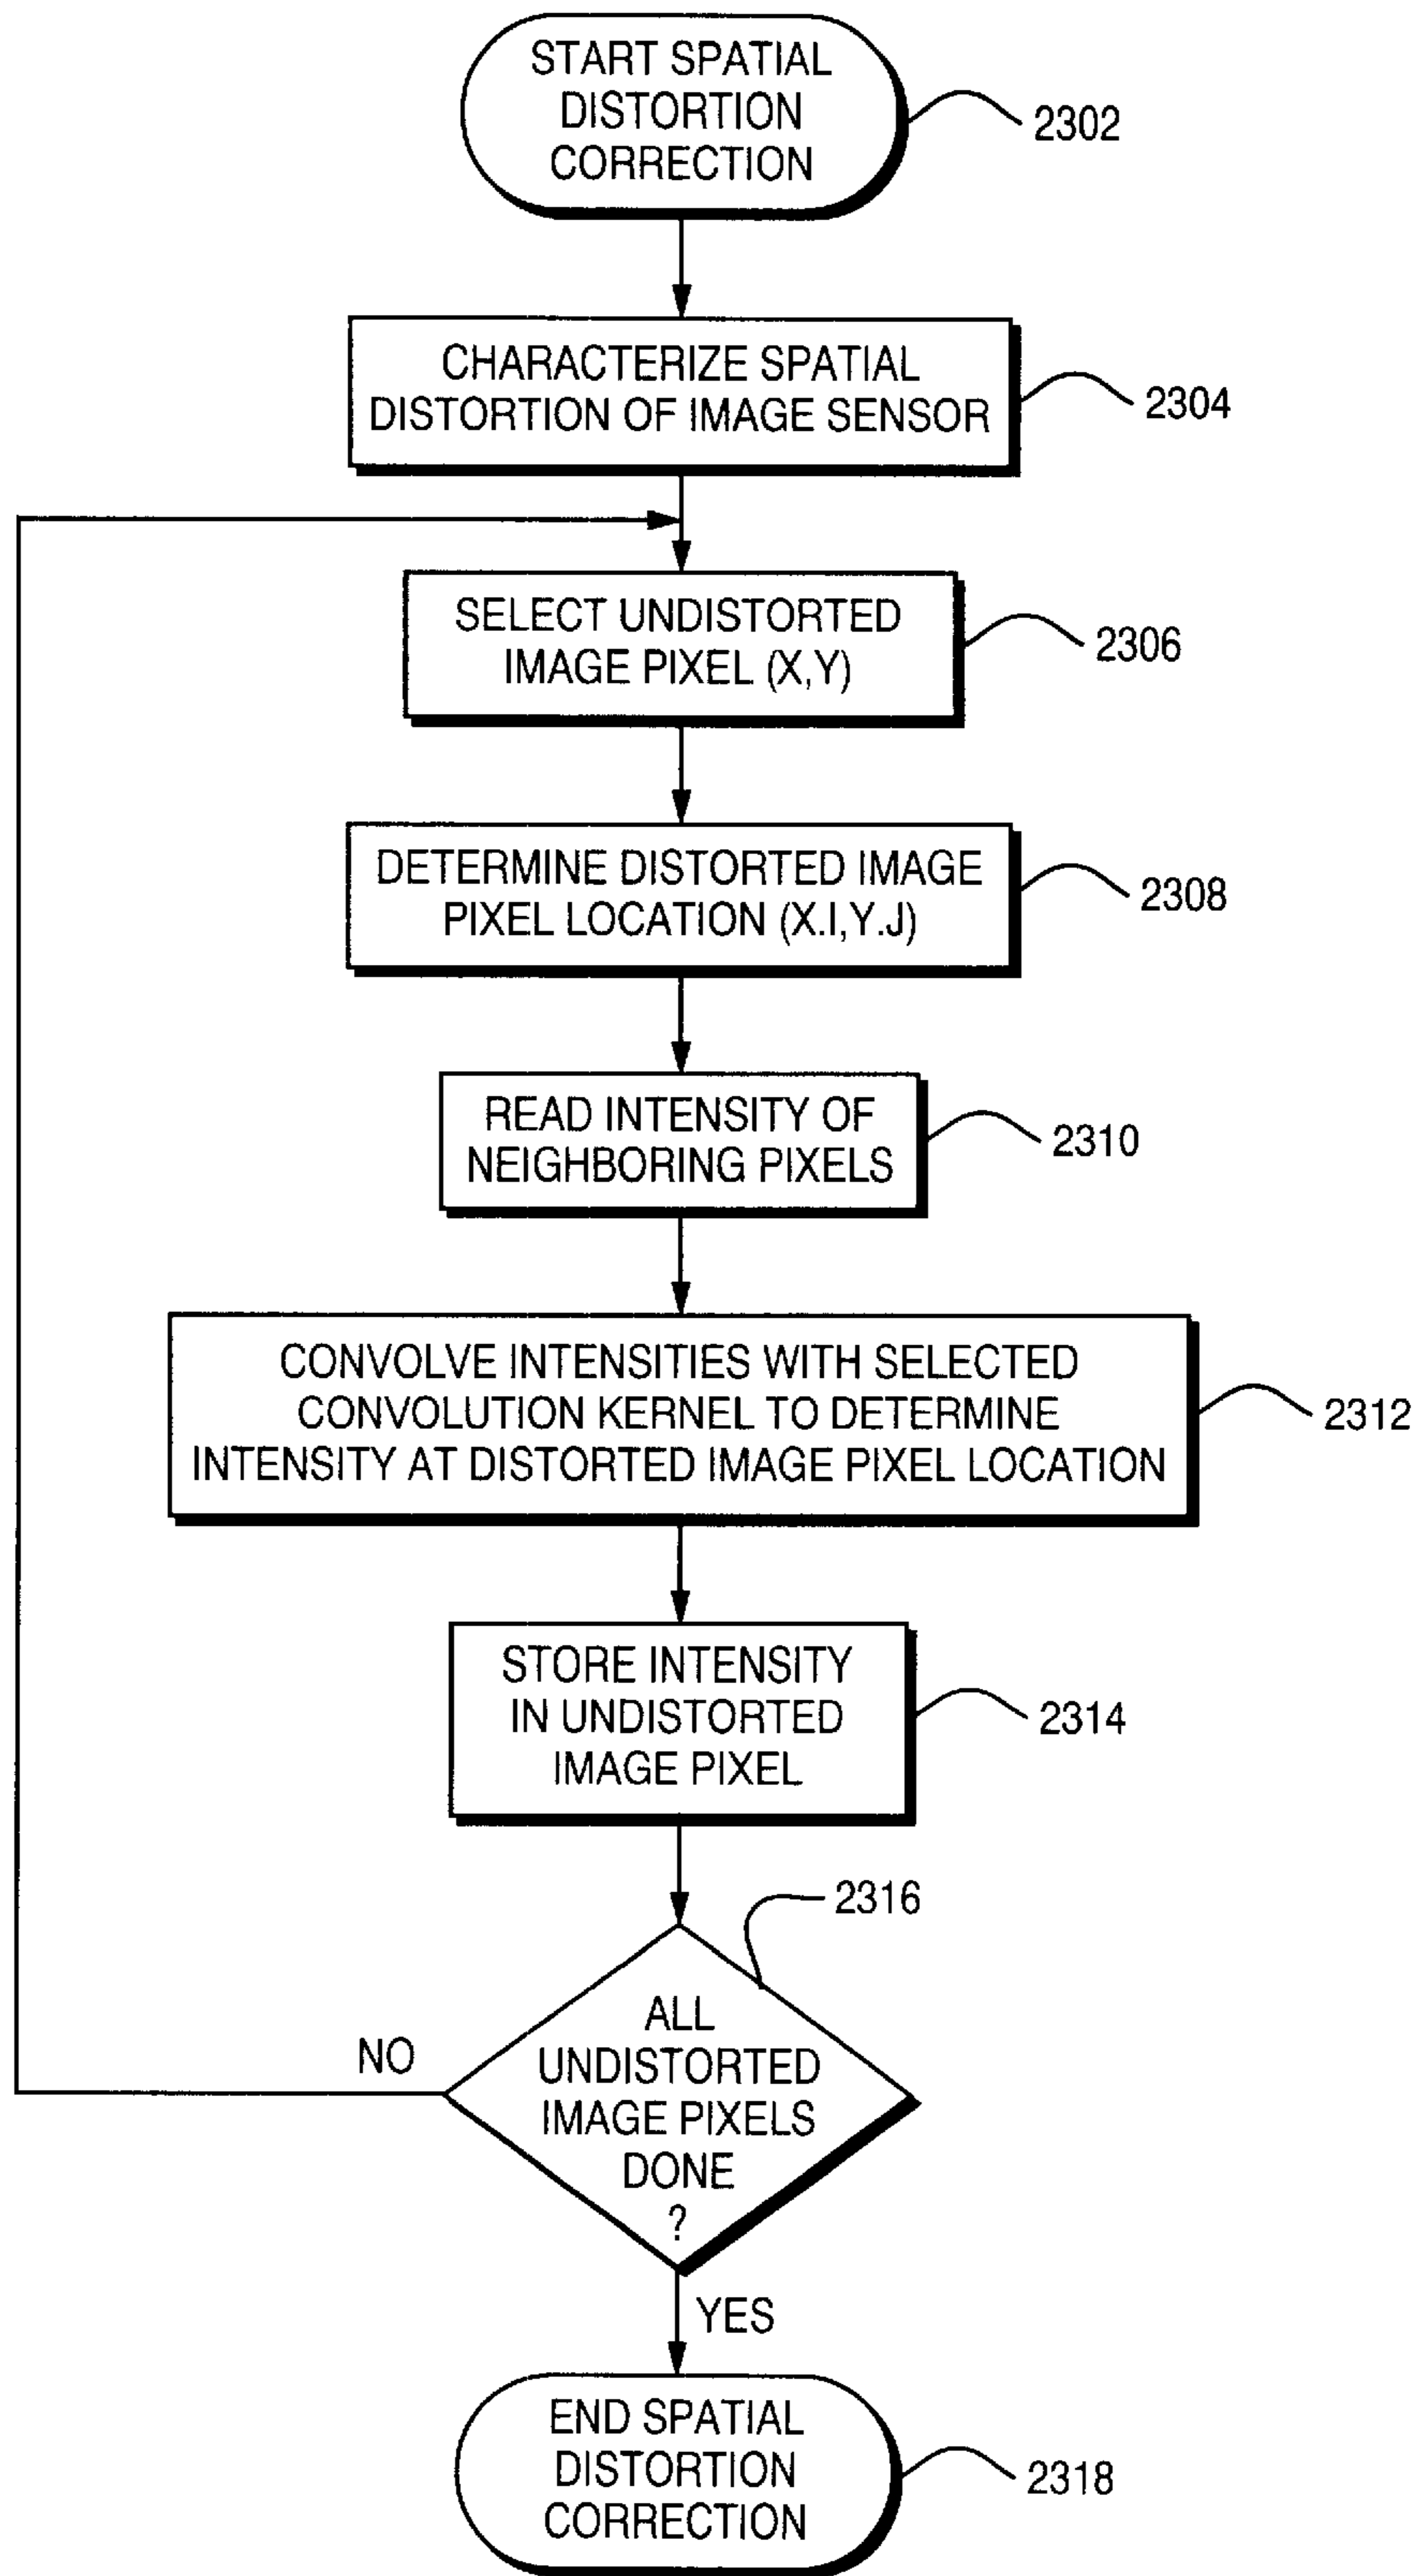 START SPATIAL
DISTORTION
CORRECTION
2302
CHARACTERIZE SPATIAL
DISTORTION OF IMAGE SENSOR
2304
SELECT UNDISTORTED
IMAGE PIXEL (X,Y)
2306
DETERMINE DISTORTED IMAGE
PIXEL LOCATION (X.I,Y.J)
2308
READ INTENSITY OF
NEIGHBORING PIXELS
2310
CONVOLVE INTENSITIES WITH SELECTED
CONVOLUTION KERNEL TO DETERMINE
INTENSITY AT DISTORTED IMAGE PIXEL LOCATION
2312
STORE INTENSITY
IN UNDISTORTED
IMAGE PIXEL
2314
2316
ALL
UNDISTORTED
IMAGE PIXELS
DONE
?
NO
YES
END SPATIAL
DISTORTION
CORRECTION
2318